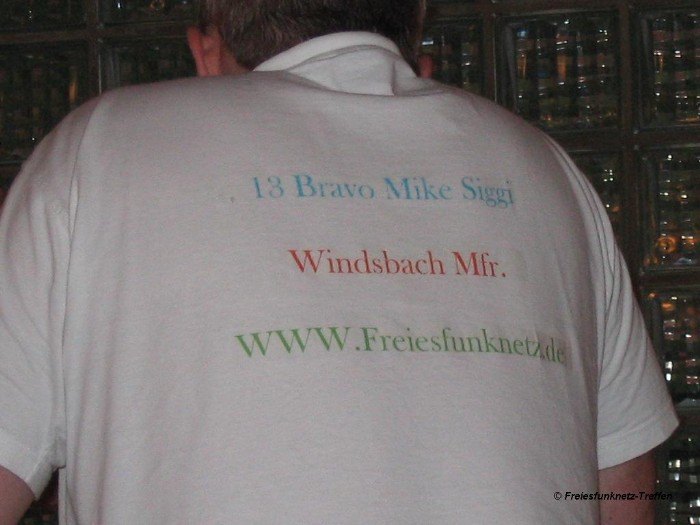 13 Bravo Mike Siggi
Windsbach Mfr.
WWW.Freiesfunknetz.de
© Freiesfunknetz-Treffen